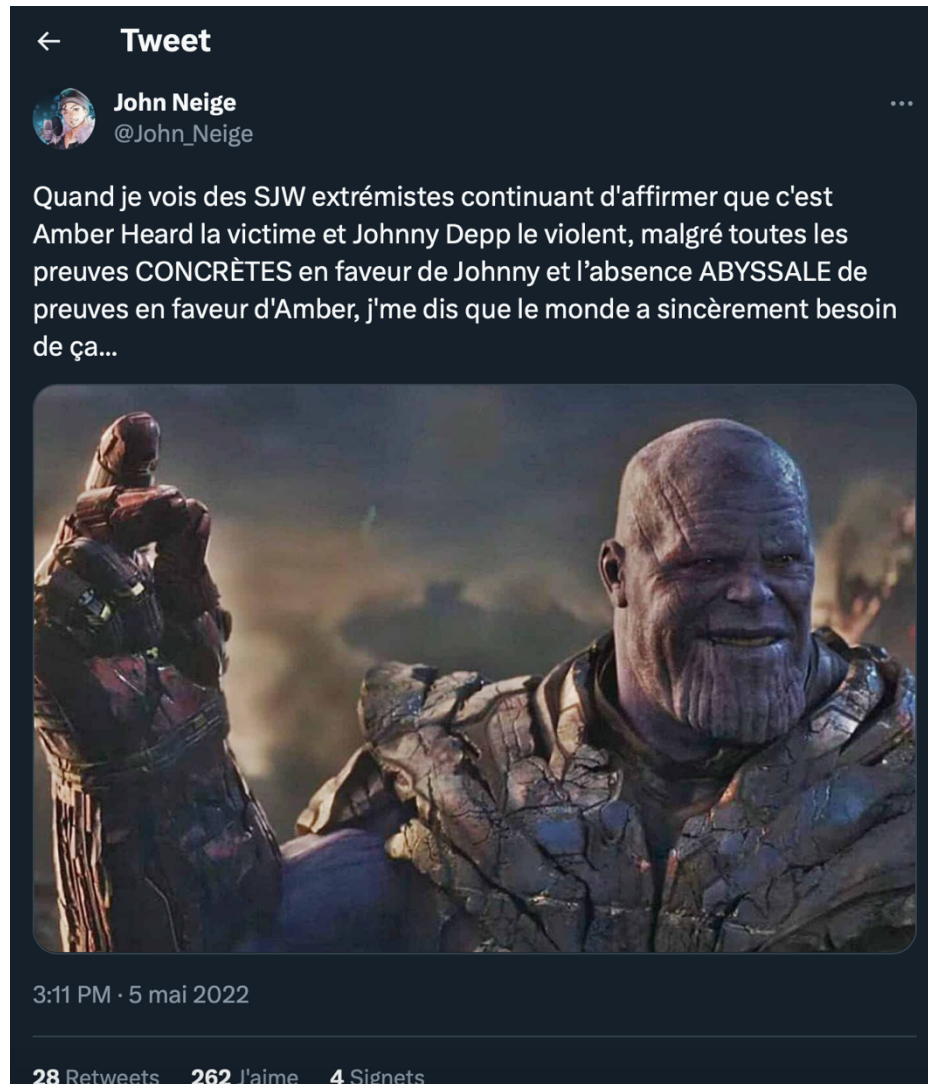 Tweet
John Neige
@John_Neige
Quand je vois des SJW extrémistes continuant d'affirmer que c'est
Amber Heard la victime et Johnny Depp le violent, malgré toutes les
preuves CONCRÈTES en faveur de Johnny et l’absence ABYSSALE de
preuves en faveur d'Amber, j'me dis que le monde a sincèrement besoin
de ça...
3:11 PM · 5 mai 2022
28 Retweets 262 J'aime 4 Signets